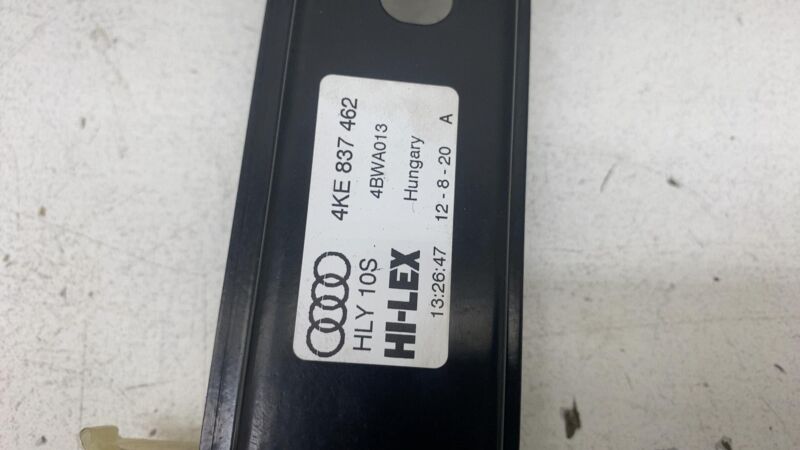 4KE 837 462
HLY 10S 4BWA013
HI-LEX Hungary
13:26:47 12-8-20 A